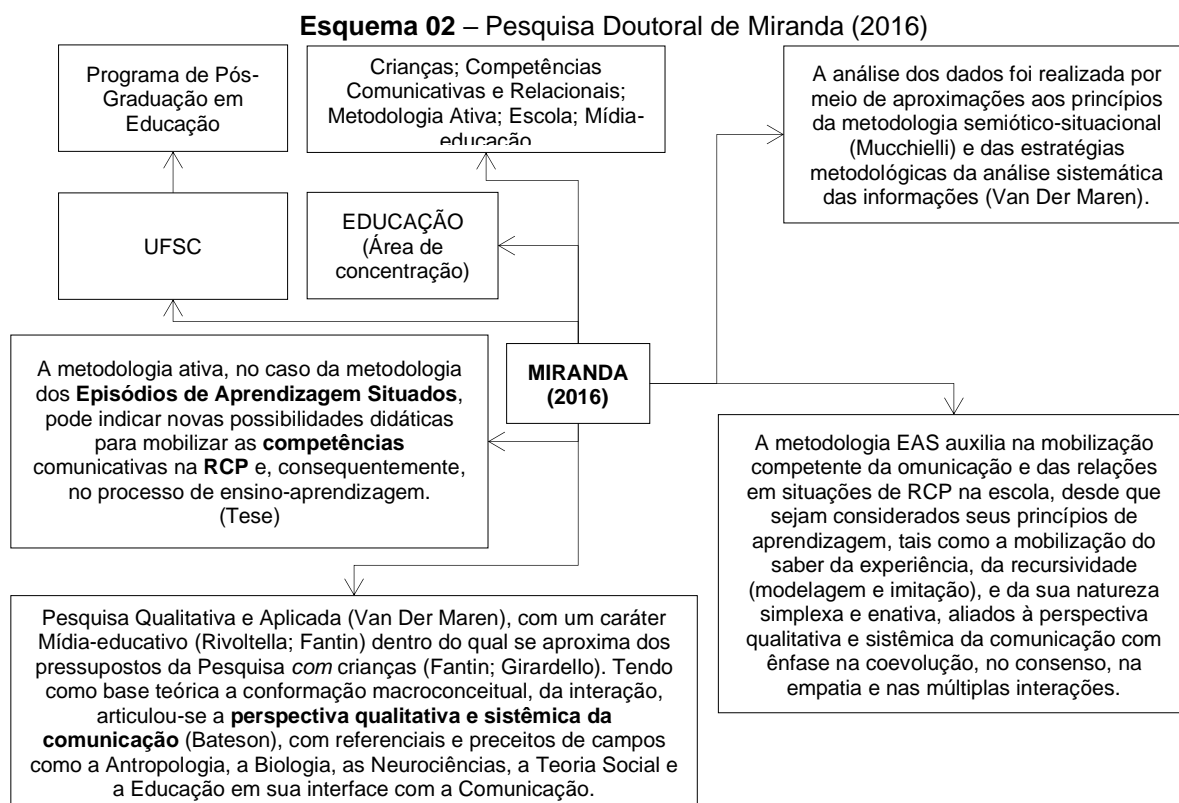 Esquema 02 – Pesquisa Doutoral de Miranda (2016)
Programa de Pós-
Graduação em
Educação
Crianças; Competências
Comunicativas e Relacionais;
Metodologia Ativa; Escola; Mídia-
educação
A análise dos dados foi realizada por
meio de aproximações aos princípios
da metodologia semiótico-situacional
(Mucchielli) e das estratégias
metodológicas da análise sistemática
das informações (Van Der Maren).
UFSC
EDUCAÇÃO
(Área de
concentração)
A metodologia ativa, no caso da metodologia
dos Episódios de Aprendizagem Situados,
pode indicar novas possibilidades didáticas
para mobilizar as competências
comunicativas na RCP e, consequentemente,
no processo de ensino-aprendizagem.
(Tese)
MIRANDA
(2016)
A metodologia EAS auxilia na mobilização
competente da omunicação e das relações
em situações de RCP na escola, desde que
sejam considerados seus princípios de
aprendizagem, tais como a mobilização do
saber da experiência, da recursividade
(modelagem e imitação), e da sua natureza
simplexa e enativa, aliados à perspectiva
qualitativa e sistêmica da comunicação com
ênfase na coevolução, no consenso, na
empatia e nas múltiplas interações.
Pesquisa Qualitativa e Aplicada (Van Der Maren), com um caráter
Mídia-educativo (Rivoltella; Fantin) dentro do qual se aproxima dos
pressupostos da Pesquisa com crianças (Fantin; Girardello). Tendo
como base teórica a conformação macroconceitual, da interação,
articulou-se a perspectiva qualitativa e sistêmica da
comunicação (Bateson), com referenciais e preceitos de campos
como a Antropologia, a Biologia, as Neurociências, a Teoria Social e
a Educação em sua interface com a Comunicação.